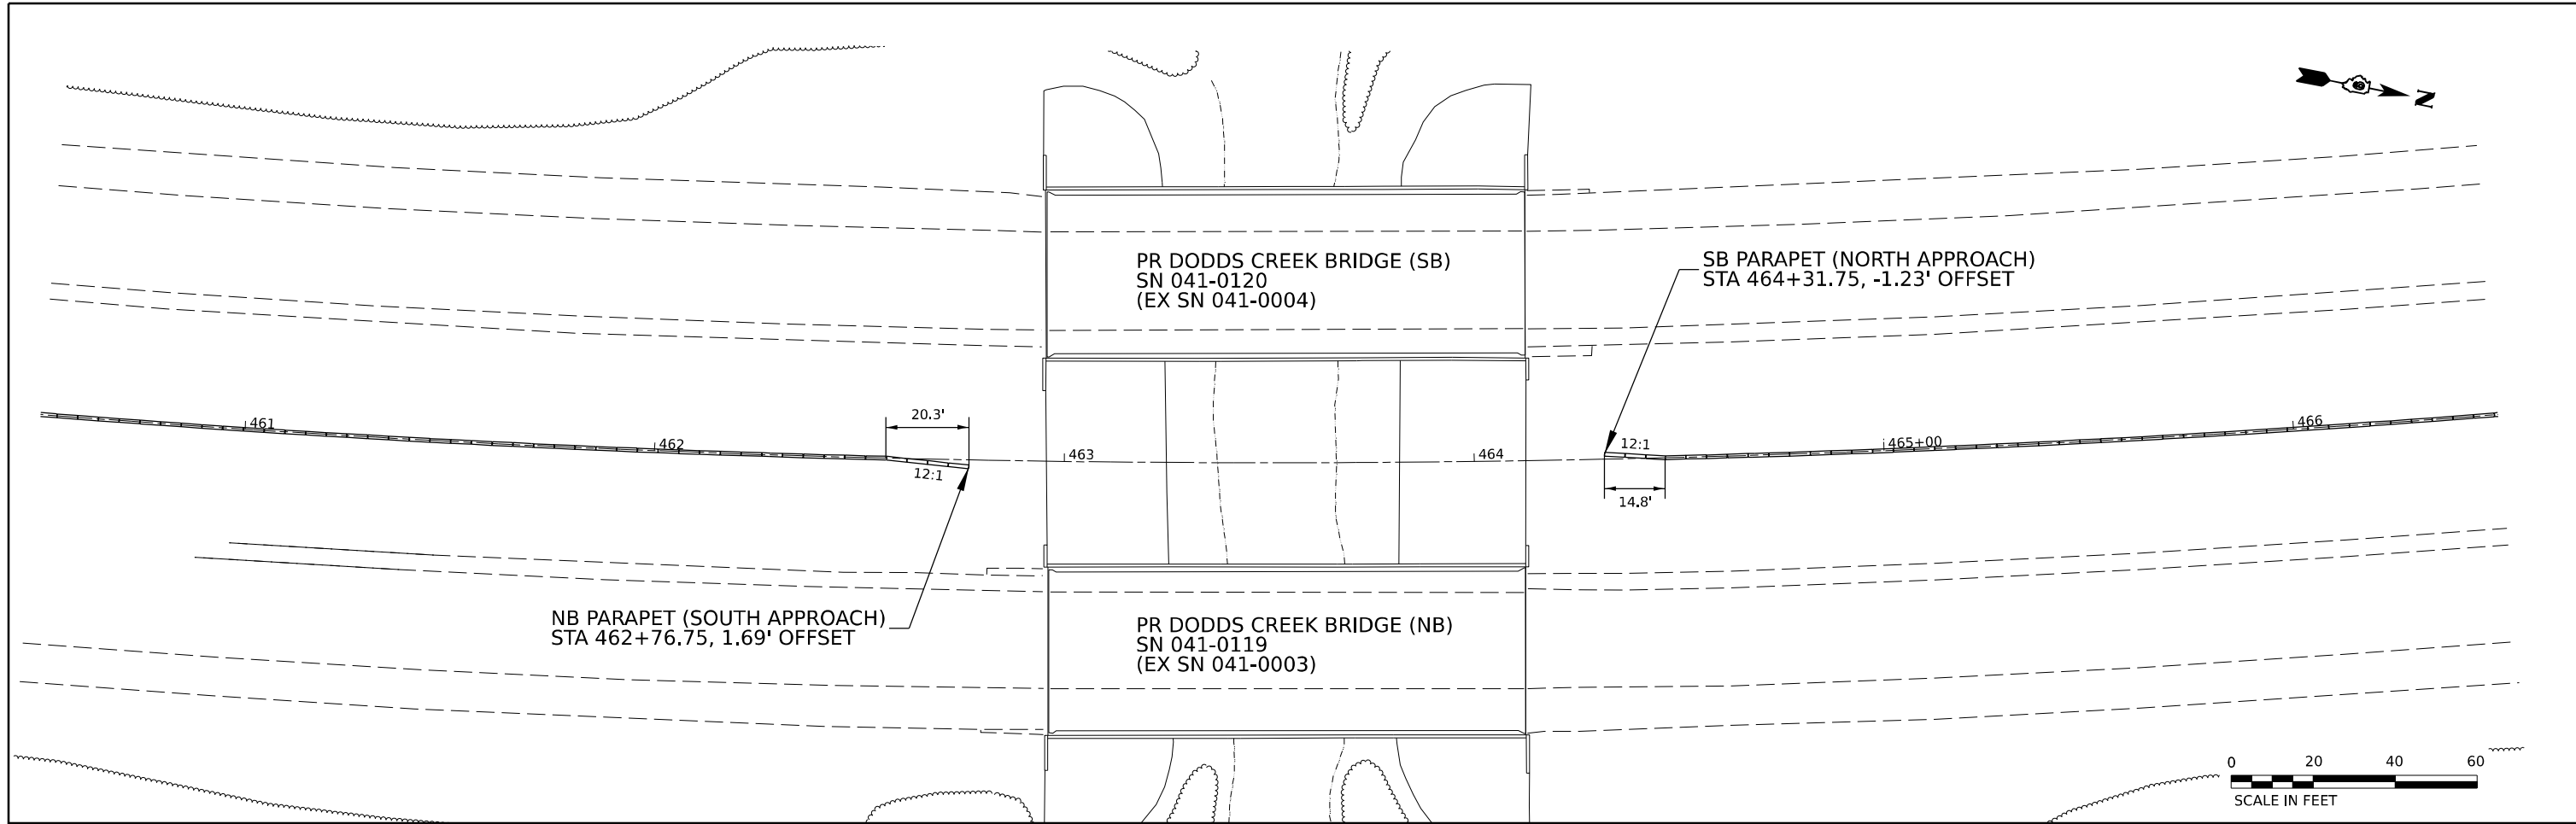 N
PR DODDS CREEK BRIDGE (SB)
SN 041-0120
(EX SN 041-0004)
SB PARAPET (NORTH APPROACH)
STA 464+31.75, -1.23' OFFSET
461
462
20.3'
12:1
463
464
12:1
14.8'
465+00
466
NB PARAPET (SOUTH APPROACH)
STA 462+76.75, 1.69' OFFSET
PR DODDS CREEK BRIDGE (NB)
SN 041-0119
(EX SN 041-0003)
0 20 40 60
SCALE IN FEET